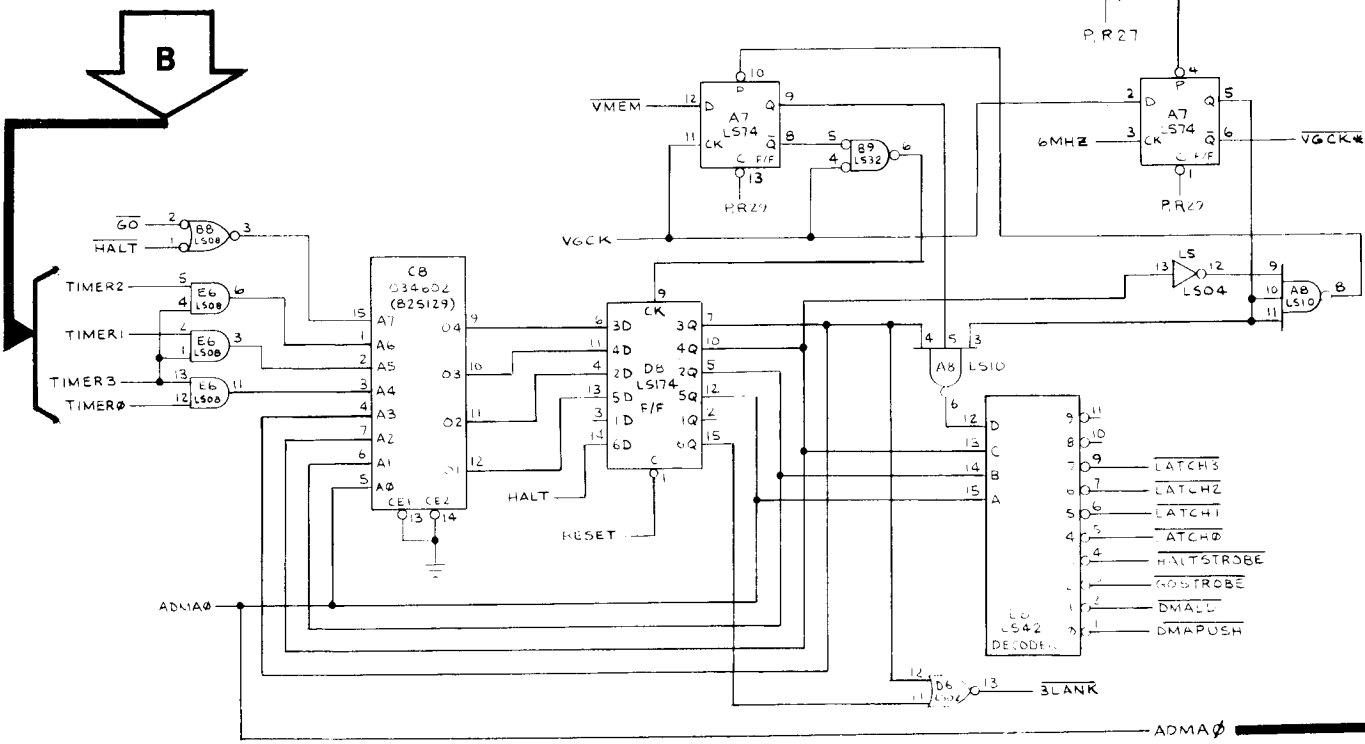 B
P.R27
VMEM
12
D
P
10
Q
9
A7
LS74
11
CK
Q
8
F/F
C
13
P.R29
5
4
B9
LS32
6
VGCK
2
D
P
4
Q
5
A7
LS74
6MHZ
3
CK
Q
6
F/F
C
1
P.R29
VGCK*
GO
2
HALT
1
B8
LS08
3
TIMER2
5
4
E6
LS08
6
TIMER1
E6
LS08
1
3
TIMER3
13
TIMERØ
12
E6
LS08
11
C8
034602
(82S129)
15 A7
1 A6
2 A5
3 A4
4 A3
7 A2
6 A1
5 AØ
O4 9
O3 10
O2 11
O1 12
CE1 CE2
13 14
9
CK
6 3D
11 4D
4 2D
13 5D
3 1D
14 6D
D8
LS174
F/F
3Q 7
4Q 10
2Q 5
5Q 12
1Q 2
6Q 15
C
1
HALT
RESET
L5
13
12
LS04
9
10
11
A8
LS10
8
4 5 3
A8
LS10
6
12 D
13 C
14 B
15 A
LS42
DECODER
9 11
8 10
7 9 LATCH3
6 7 LATCH2
5 6 LATCH1
4 5 LATCHØ
4 HALTSTROBE
GOSTROBE
2 DMALD
1 DMAPUSH
ADMAØ
12
11
D6
13
BLANK
ADMAØ